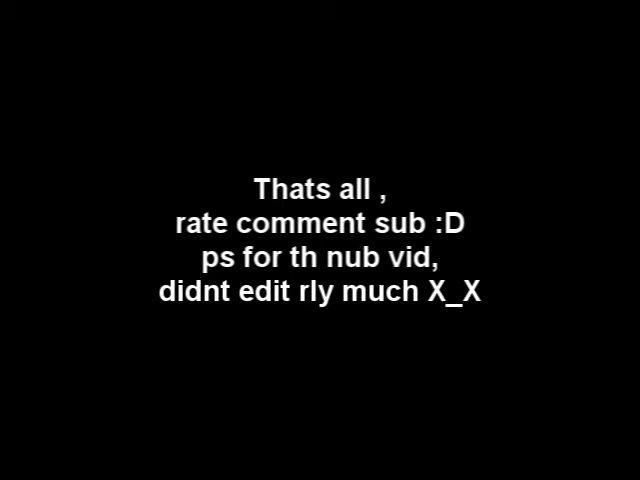 Thats all ,
rate comment sub :D
ps for th nub vid,
didnt edit rly much X_X